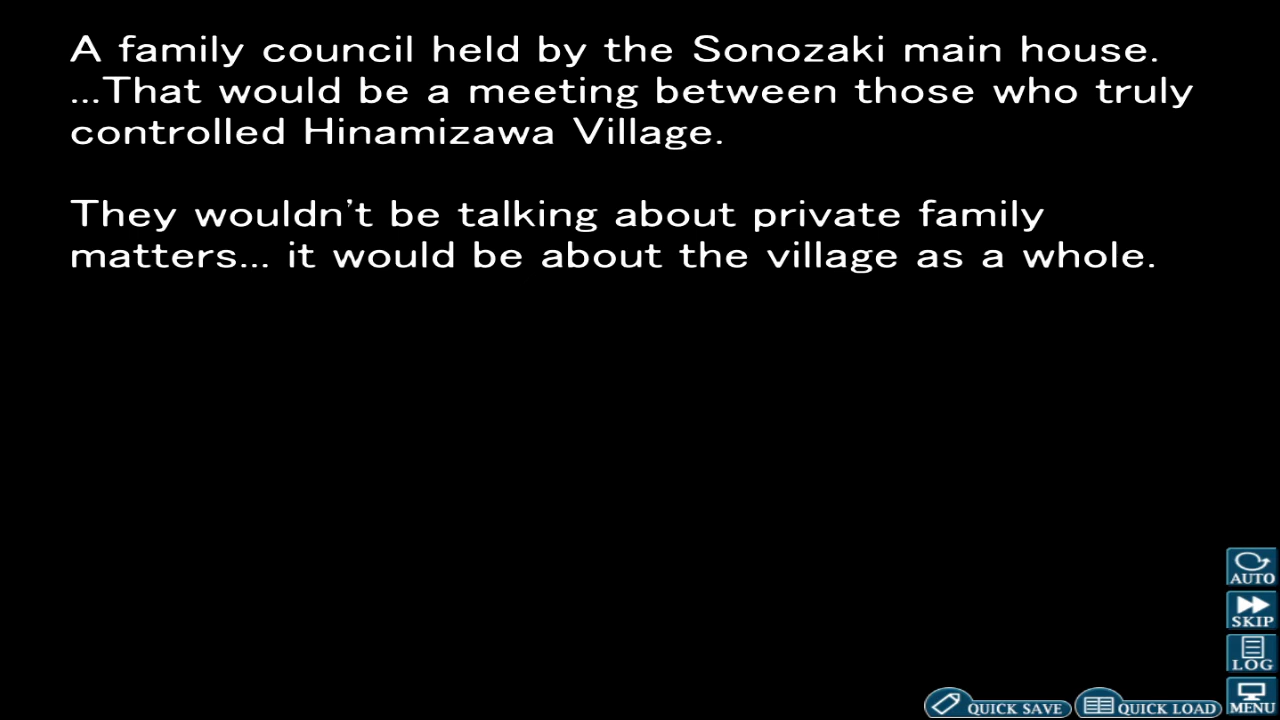 A family council held by the Sonozaki main house.
...That would be a meeting between those who truly
controlled Hinamizawa Village.
They wouldn't be talking about private family
matters... it would be about the village as a whole.
AUTO
SKIP
LOG
QUICK SAVE
QUICK LOAD
MENU